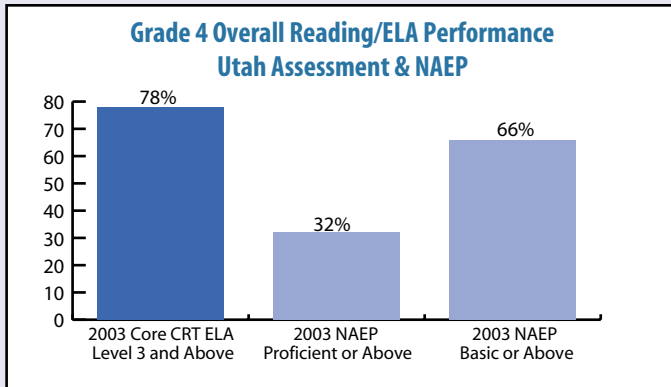 Grade 4 Overall Reading/ELA Performance
Utah Assessment & NAEP
78%
66%
32%
80
70
60
50
40
30
20
10
0
2003 Core CRT ELA
Level 3 and Above
2003 NAEP
Proficient or Above
2003 NAEP
Basic or Above